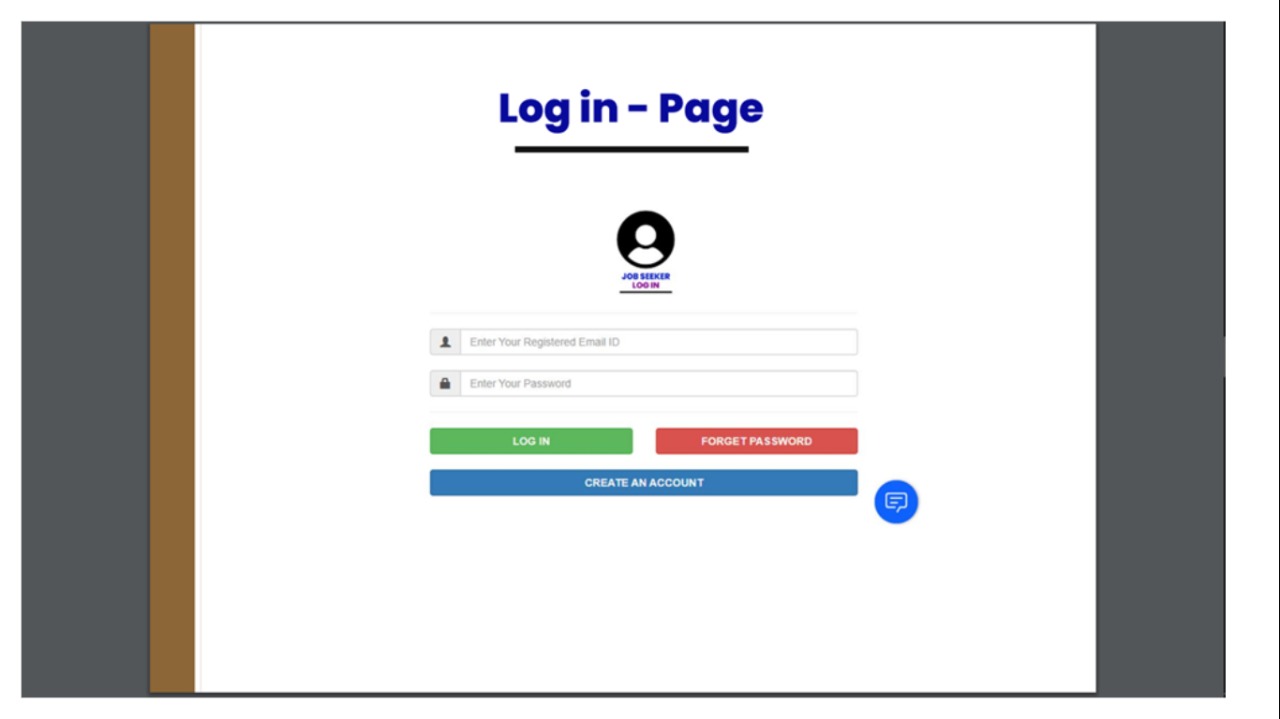 Log in - Page
JOB SEEKER
LOG IN
Enter Your Registered Email ID
Enter Your Password
LOG IN
FORGET PASSWORD
CREATE AN ACCOUNT